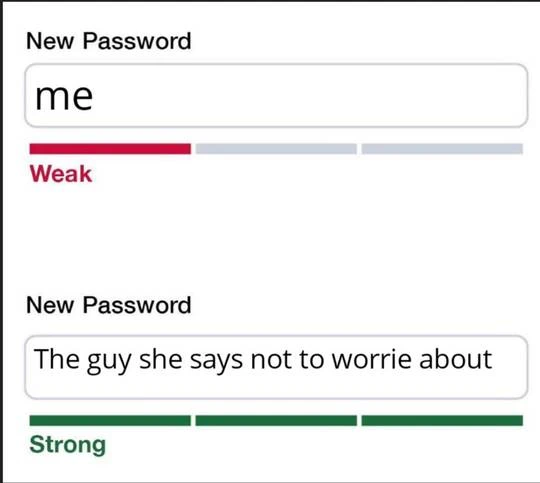 New Password
me
Weak
New Password
The guy she says not to worrie about
Strong